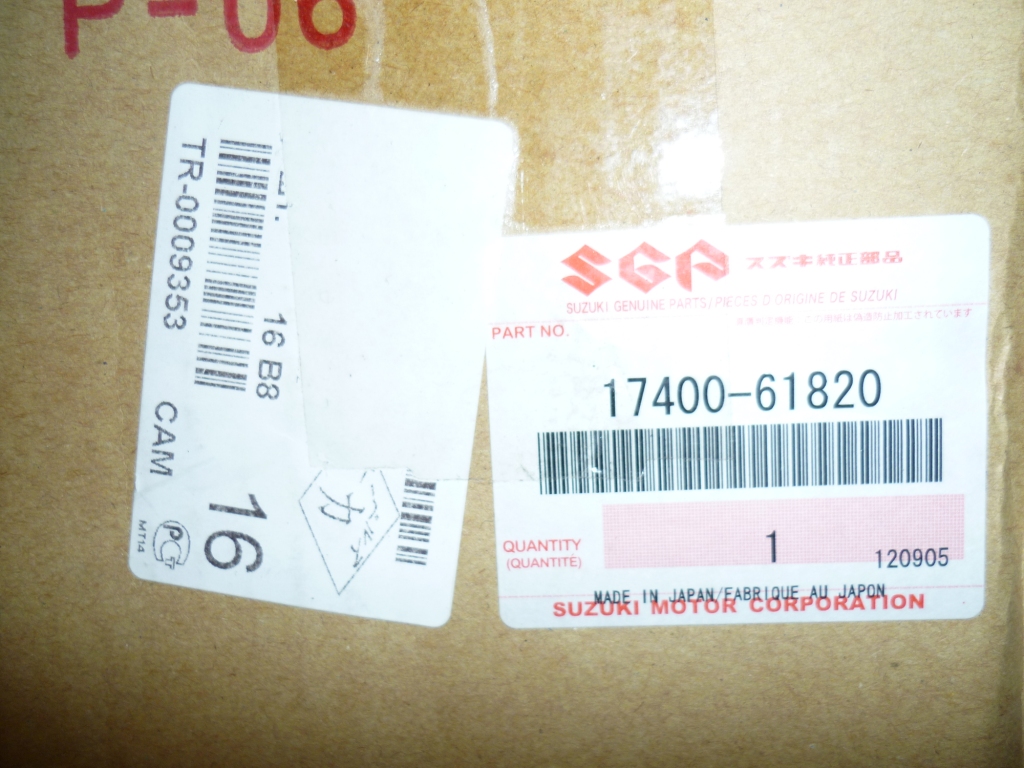 P-06
TR-0009353
16 B8
CAM
16
MT14
SGP スズキ純正部品
SUZUKI GENUINE PARTS/PIECES D'ORIGINE DE SUZUKI
PART NO.
17400-61820
QUANTITY
(QUANTITÉ)
1
120905
MADE IN JAPAN/FABRIQUE AU JAPON
SUZUKI MOTOR CORPORATION